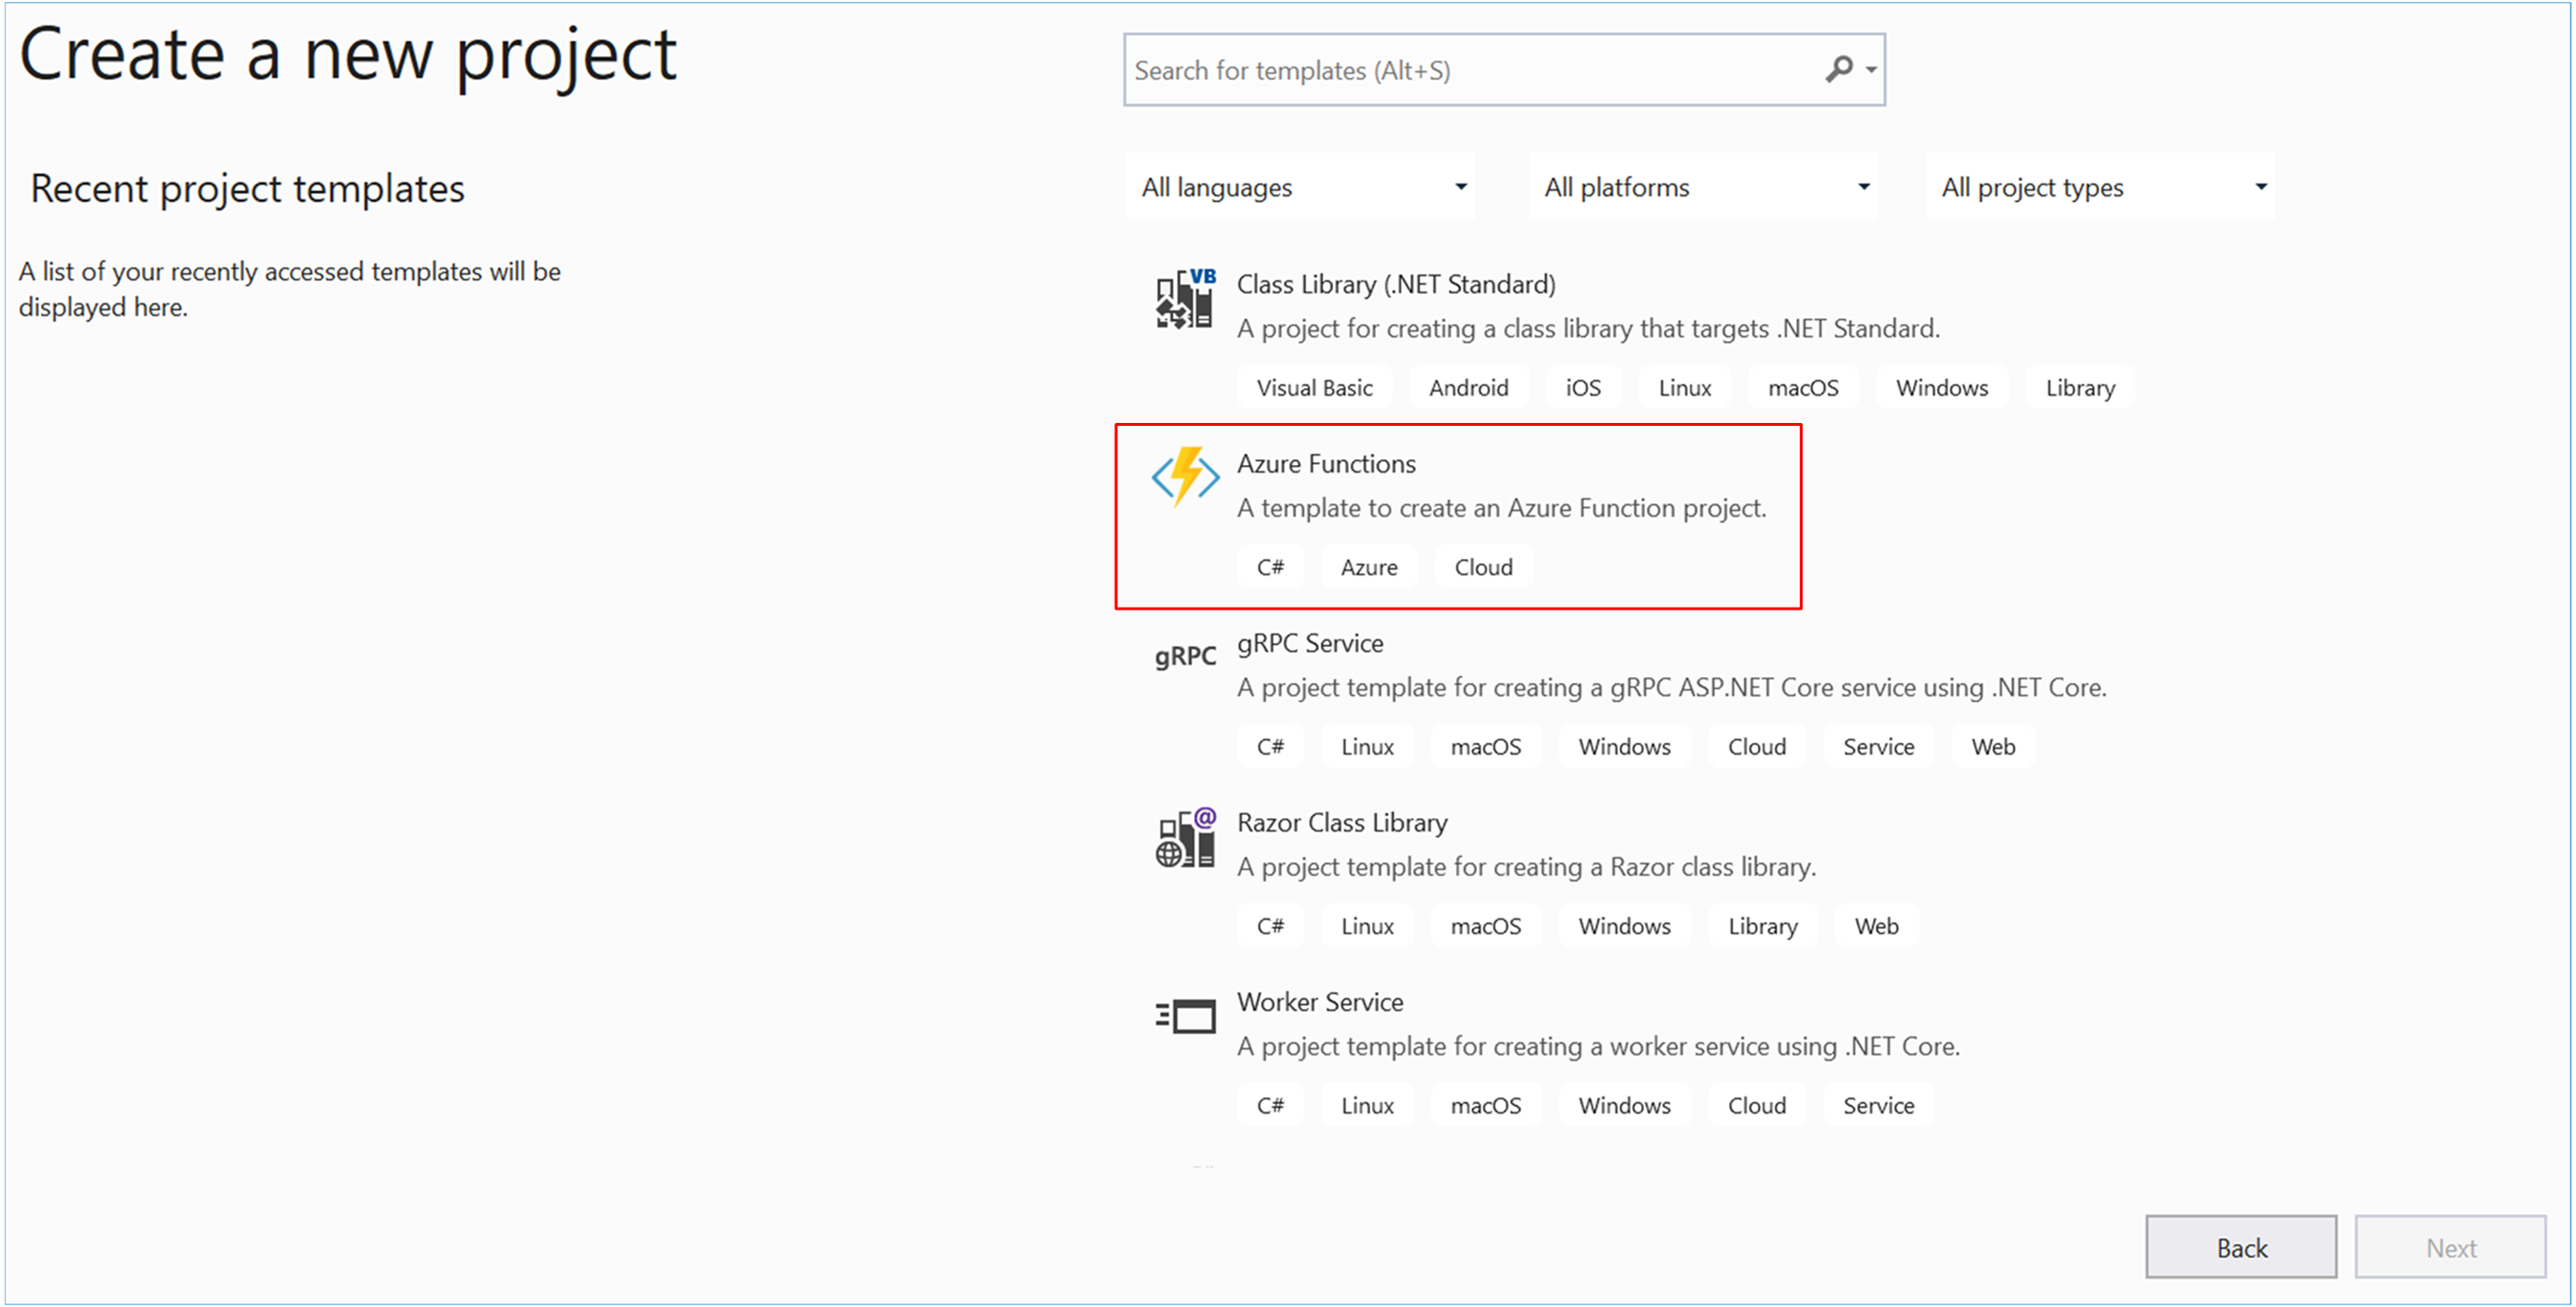 Create a new project
Search for templates (Alt+S)
Recent project templates
All languages
All platforms
All project types
A list of your recently accessed templates will be
displayed here.
VB
Class Library (.NET Standard)
A project for creating a class library that targets .NET Standard.
Visual Basic Android iOS Linux macOS Windows Library
Azure Functions
A template to create an Azure Function project.
C# Azure Cloud
gRPC
gRPC Service
A project template for creating a gRPC ASP.NET Core service using .NET Core.
C# Linux macOS Windows Cloud Service Web
@
Razor Class Library
A project template for creating a Razor class library.
C# Linux macOS Windows Library Web
Worker Service
A project template for creating a worker service using .NET Core.
C# Linux macOS Windows Cloud Service
Back
Next